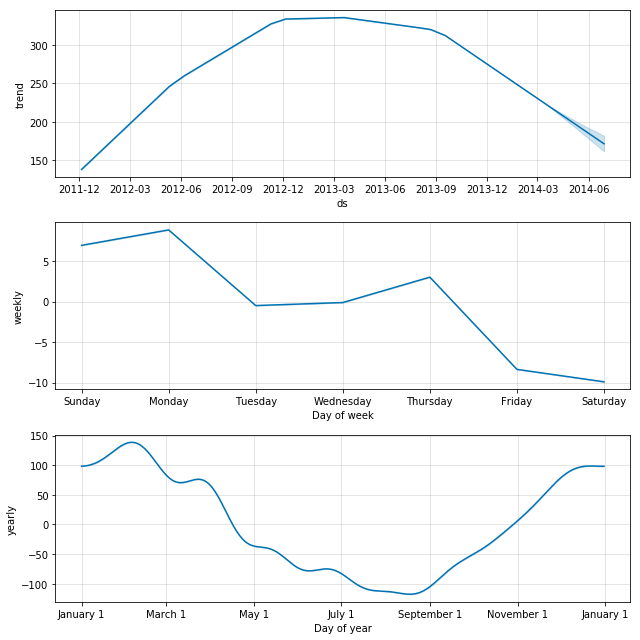 300
250
200
150
trend
2011-12 2012-03 2012-06 2012-09 2012-12 2013-03 2013-06 2013-09 2013-12 2014-03 2014-06
ds
5
0
−5
−10
weekly
Sunday Monday Tuesday Wednesday Thursday Friday Saturday
Day of week
150
100
50
0
−50
−100
yearly
January 1 March 1 May 1 July 1 September 1 November 1 January 1
Day of year